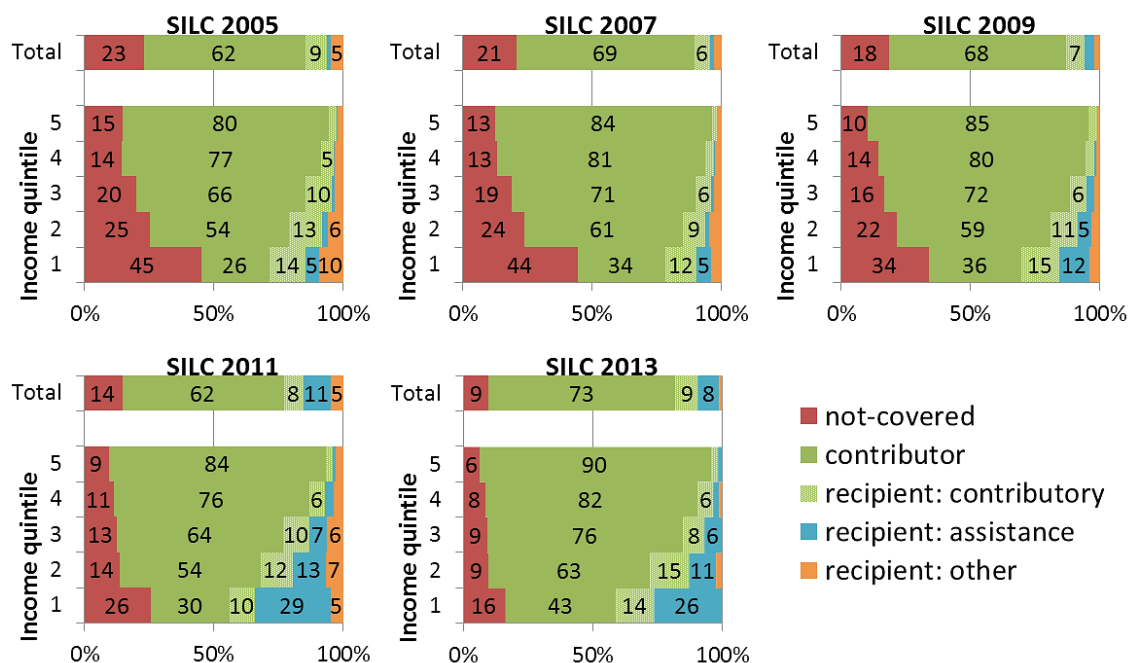 SILC 2005
Total 23 62 9 5
Income quintile
5 15 80
4 14 77 5
3 20 66 10
2 25 54 13 6
1 45 26 14 5 10
0% 50% 100%
SILC 2007
21 69 6
Income quintile
5 13 84
4 13 81
3 19 71 6
2 24 61 9
1 44 34 12 5
0% 50% 100%
SILC 2009
Total 18 68 7
Income quintile
5 10 85
4 14 80
3 16 72 6
2 22 59 11 5
1 34 36 15 12
0% 50% 100%
SILC 2011
Total 14 62 8 11 5
Income quintile
5 9 84
4 11 76 6
3 13 64 10 7 6
2 14 54 12 13 7
1 26 30 10 29 5
0% 50% 100%
SILC 2013
Total 9 73 9 8
Income quintile
5 6 90
4 8 82 6
3 9 76 8 6
2 9 63 15 11
1 16 43 14 26
0% 50% 100%
not-covered
contributor
recipient: contributory
recipient: assistance
recipient: other